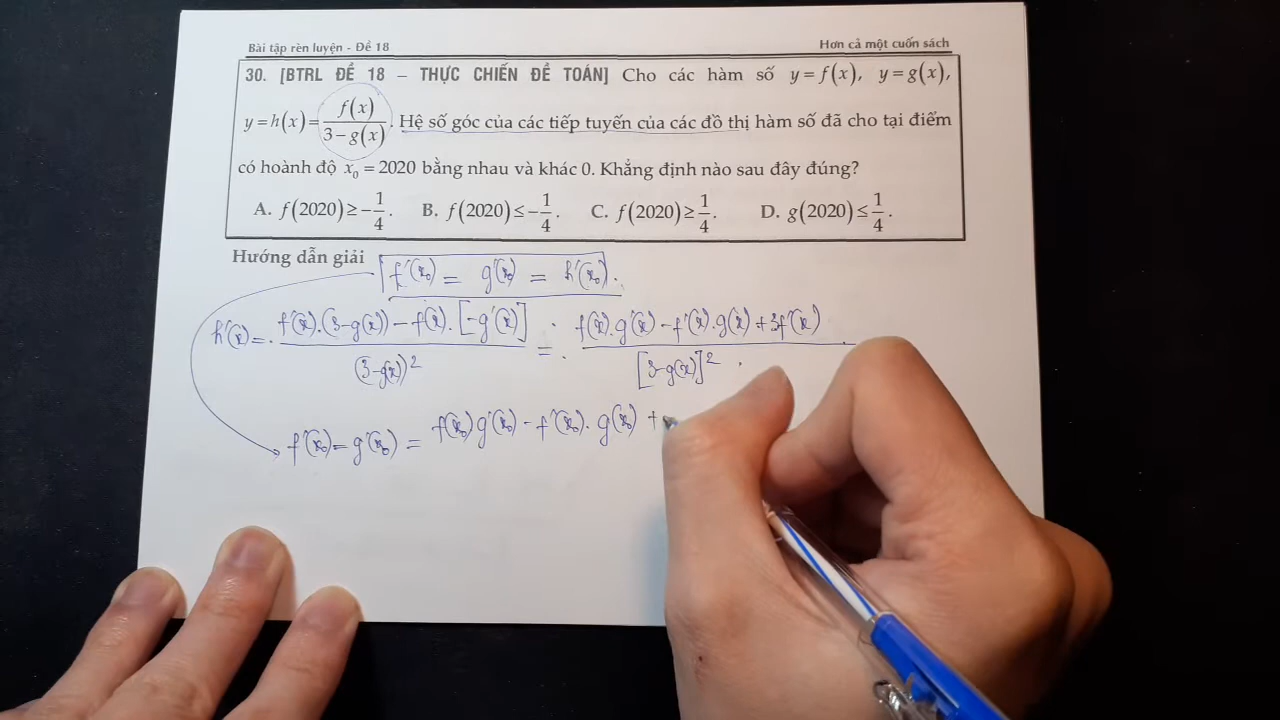 Bài tập rèn luyện - Đề 18
Hơn cả một cuốn sách
30. [BTRL ĐỀ 18 – THỰC CHIẾN ĐỀ TOÁN] Cho các hàm số y = f(x), y = g(x),
y = h(x) = f(x) / (3 − g(x)). Hệ số góc của các tiếp tuyến của các đồ thị hàm số đã cho tại điểm
có hoành độ x₀ = 2020 bằng nhau và khác 0. Khẳng định nào sau đây đúng?
A. f(2020) ≥ −1/4. B. f(2020) ≤ −1/4. C. f(2020) ≥ 1/4. D. g(2020) ≤ 1/4.
Hướng dẫn giải
f'(x₀) = g'(x₀) = h'(x₀).
h'(x) = (f'(x).(3−g(x)) − f(x).[−g'(x)]) / (3−g(x))² = (f(x).g'(x) − f'(x).g(x) + 3f'(x)) / [3−g(x)]².
f'(x₀) = g'(x₀) = f(x₀)g'(x₀) − f'(x₀).g(x₀) +